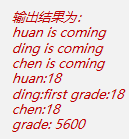 输出结果为：
huan is coming
ding is coming
chen is coming
huan:18
ding:first grade:18
chen:18
grade: 5600